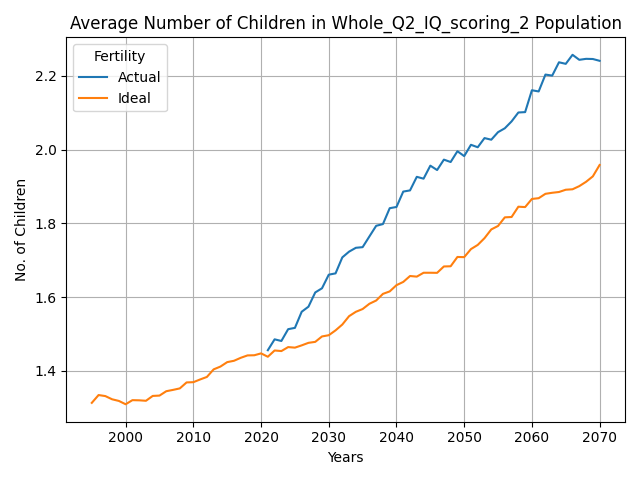 Average Number of Children in Whole_Q2_IQ_scoring_2 Population
Fertility
Actual
Ideal
2.2
2.0
1.8
1.6
1.4
No. of Children
2000 2010 2020 2030 2040 2050 2060 2070
Years